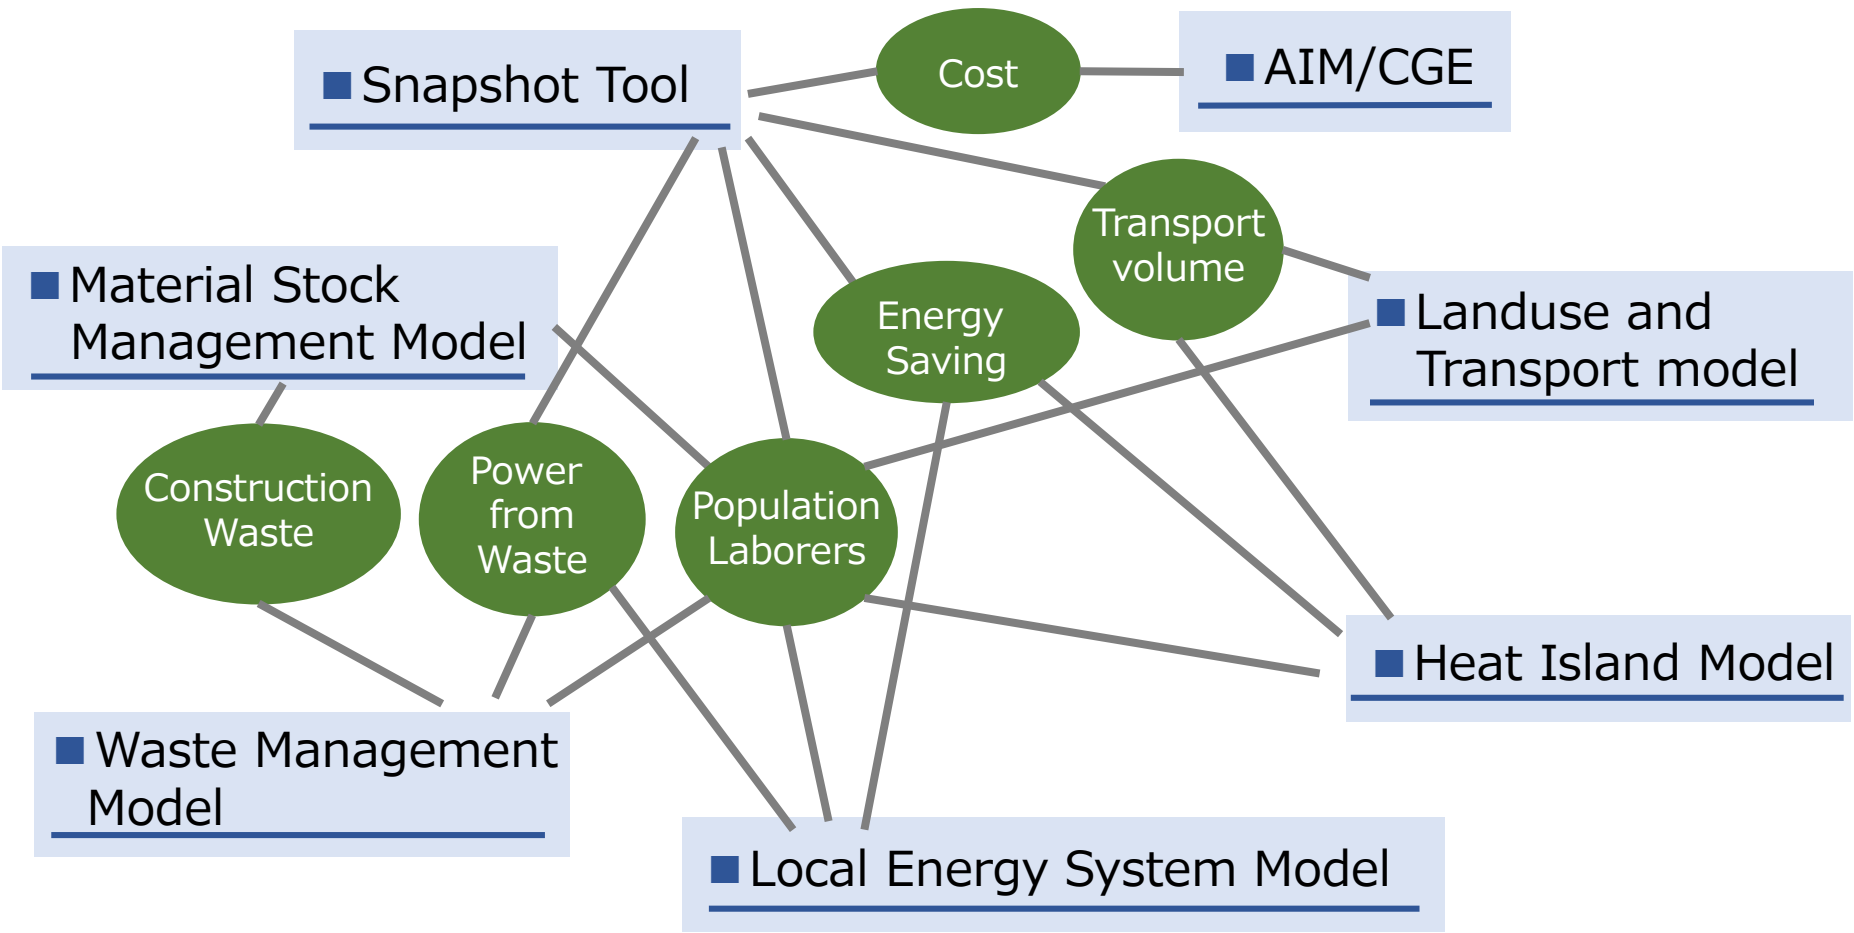 Snapshot Tool
Cost
AIM/CGE
Transport
volume
Material Stock
Management Model
Energy
Saving
Landuse and
Transport model
Construction
Waste
Power
from
Waste
Population
Laborers
Heat Island Model
Waste Management
Model
Local Energy System Model